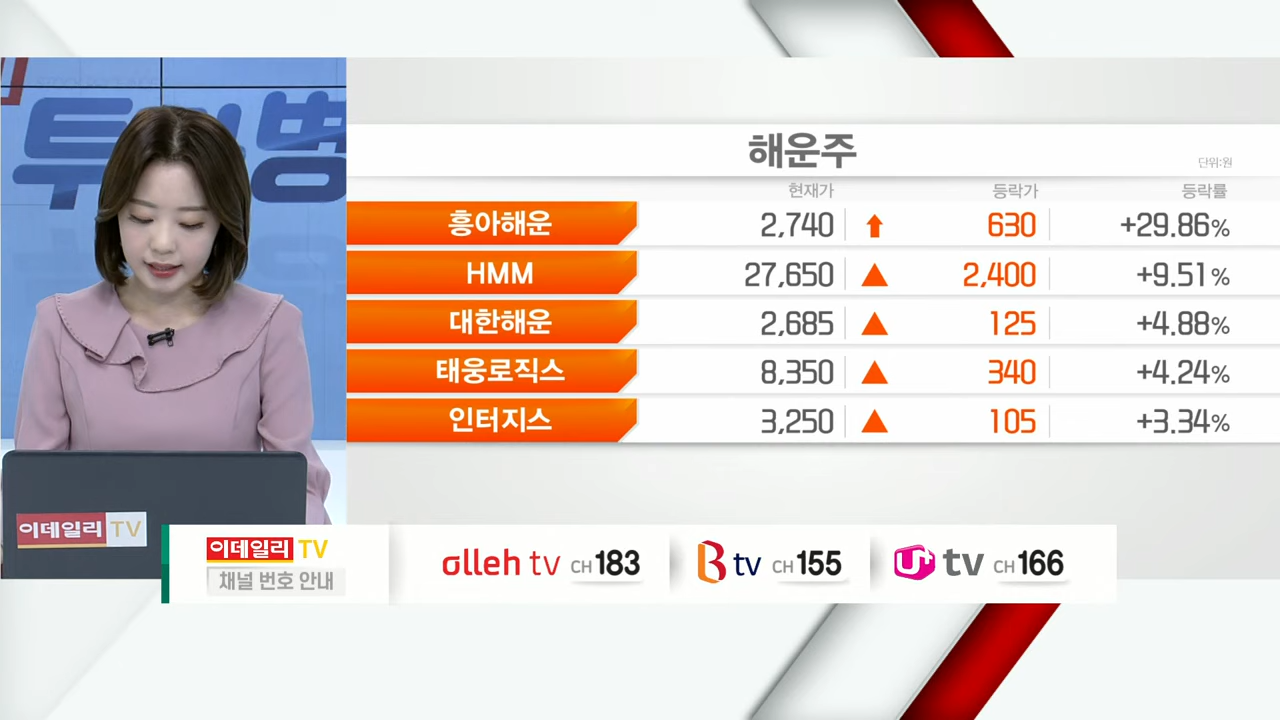 투 병
해운주
단위:원
현재가 등락가 등락률
흥아해운 2,740 630 +29.86%
HMM 27,650 2,400 +9.51%
대한해운 2,685 125 +4.88%
태웅로직스 8,350 340 +4.24%
인터지스 3,250 105 +3.34%
이데일리 TV
이데일리 TV
채널 번호 안내
olleh tv CH 183
B tv CH 155
U+ tv CH 166